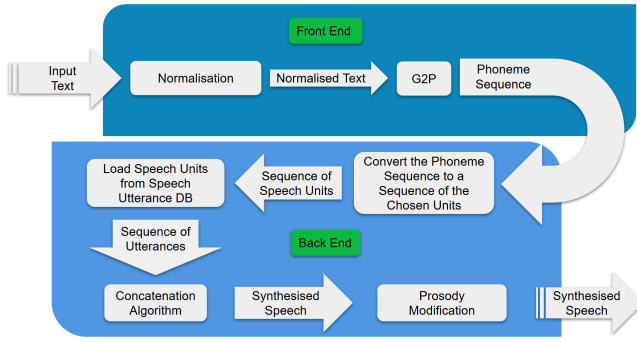 Front End
Input
Text
Normalisation
Normalised Text
G2P
Phoneme
Sequence
Convert the Phoneme
Sequence to a
Sequence of the
Chosen Units
Sequence of
Speech Units
Load Speech Units
from Speech
Utterance DB
Sequence of
Utterances
Back End
Concatenation
Algorithm
Synthesised
Speech
Prosody
Modification
Synthesised
Speech